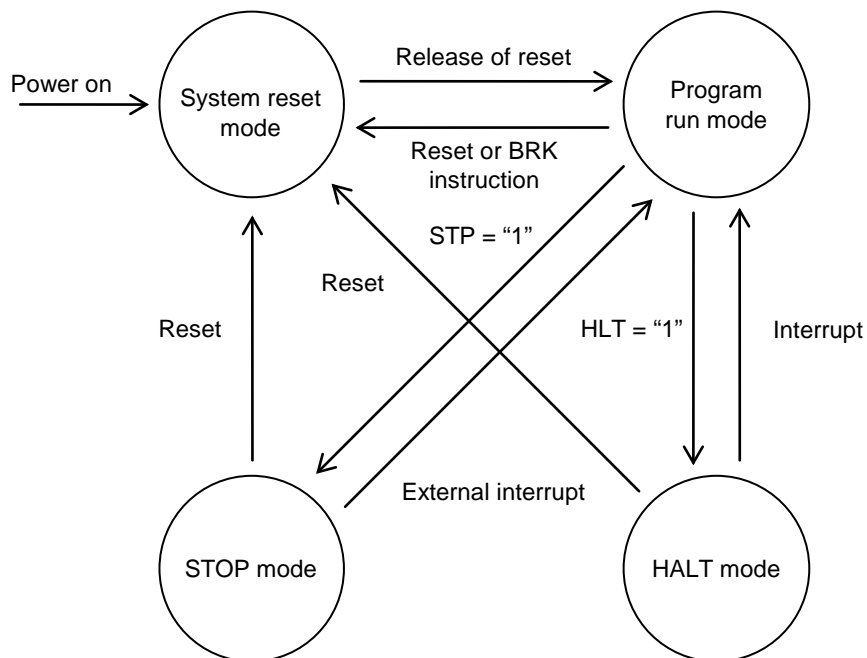 Release of reset
Power on
System reset
mode
Program
run mode
Reset or BRK
instruction
STP = “1”
Reset
Reset
HLT = “1”
Interrupt
External interrupt
STOP mode
HALT mode